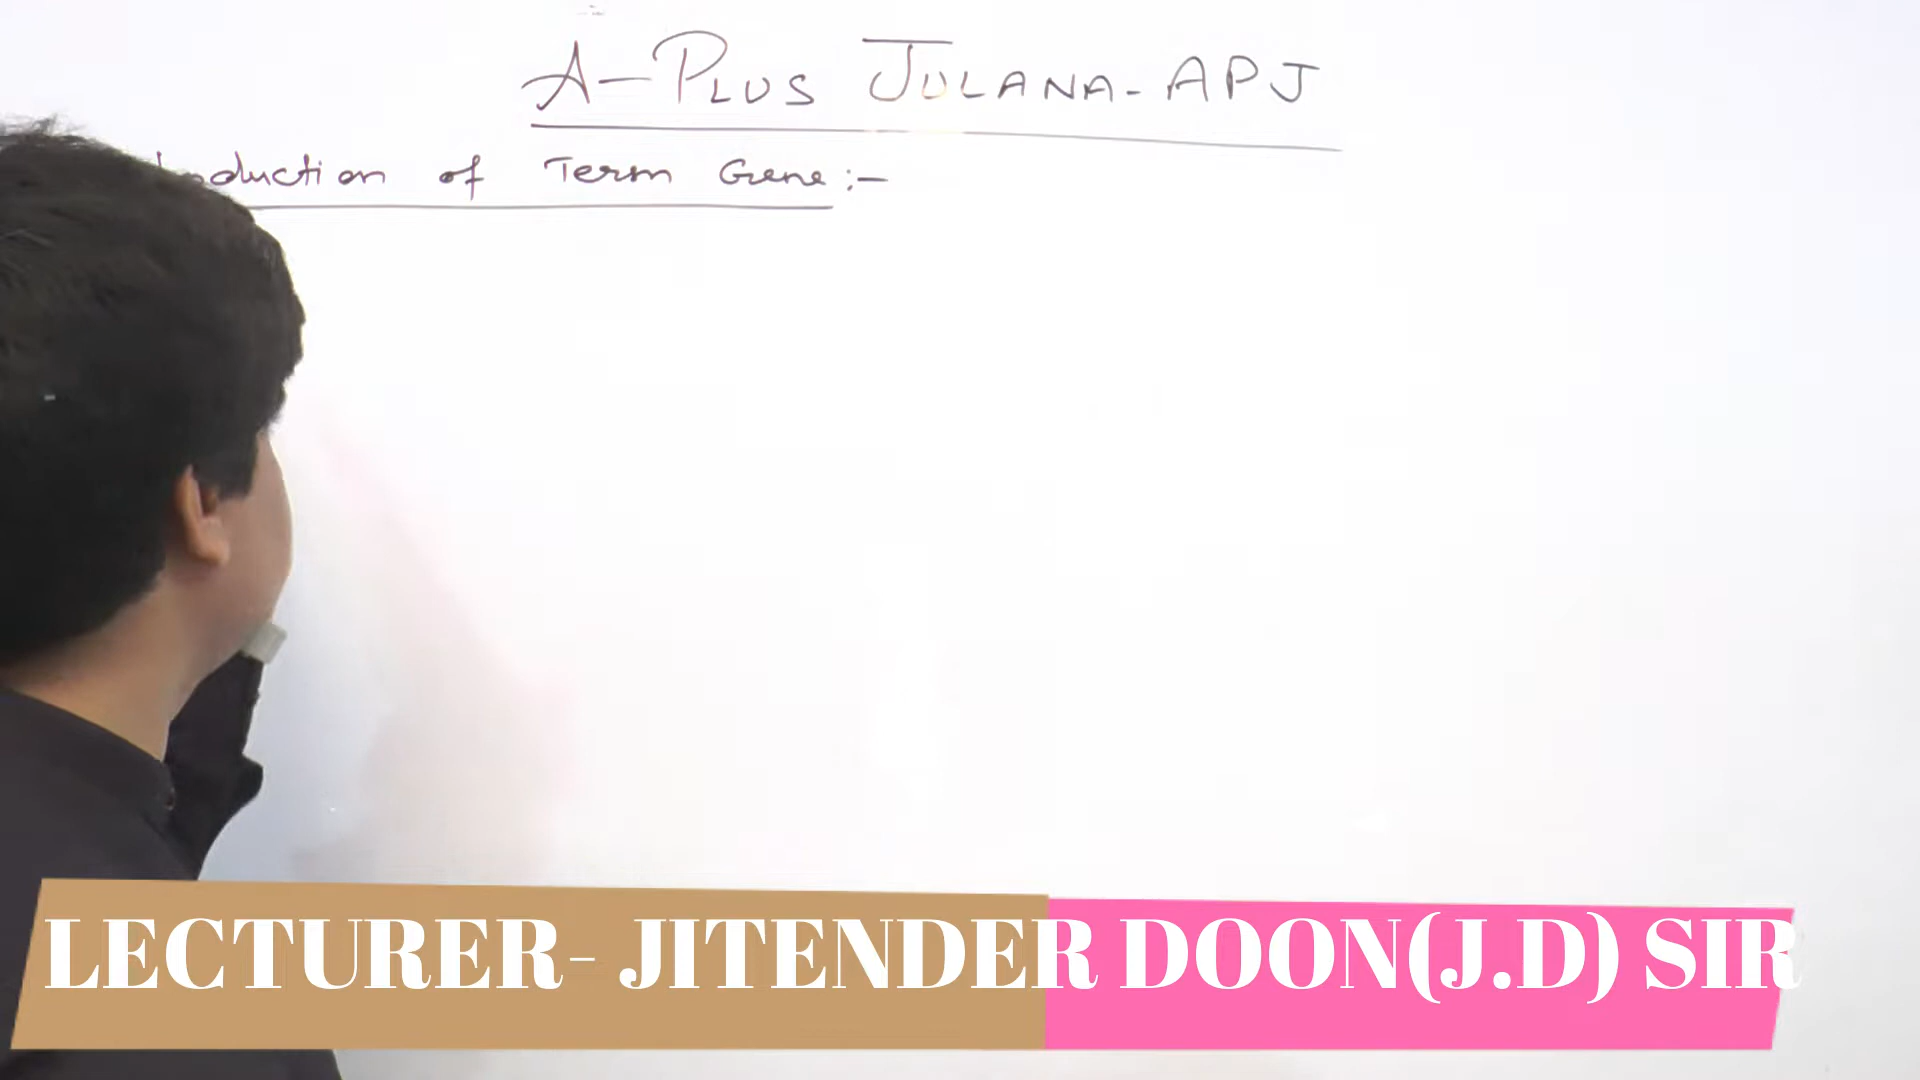 A-PLUS JULANA-APJ
oduction of Term Gene:-
LECTURER- JITENDER DOON(J.D) SIR